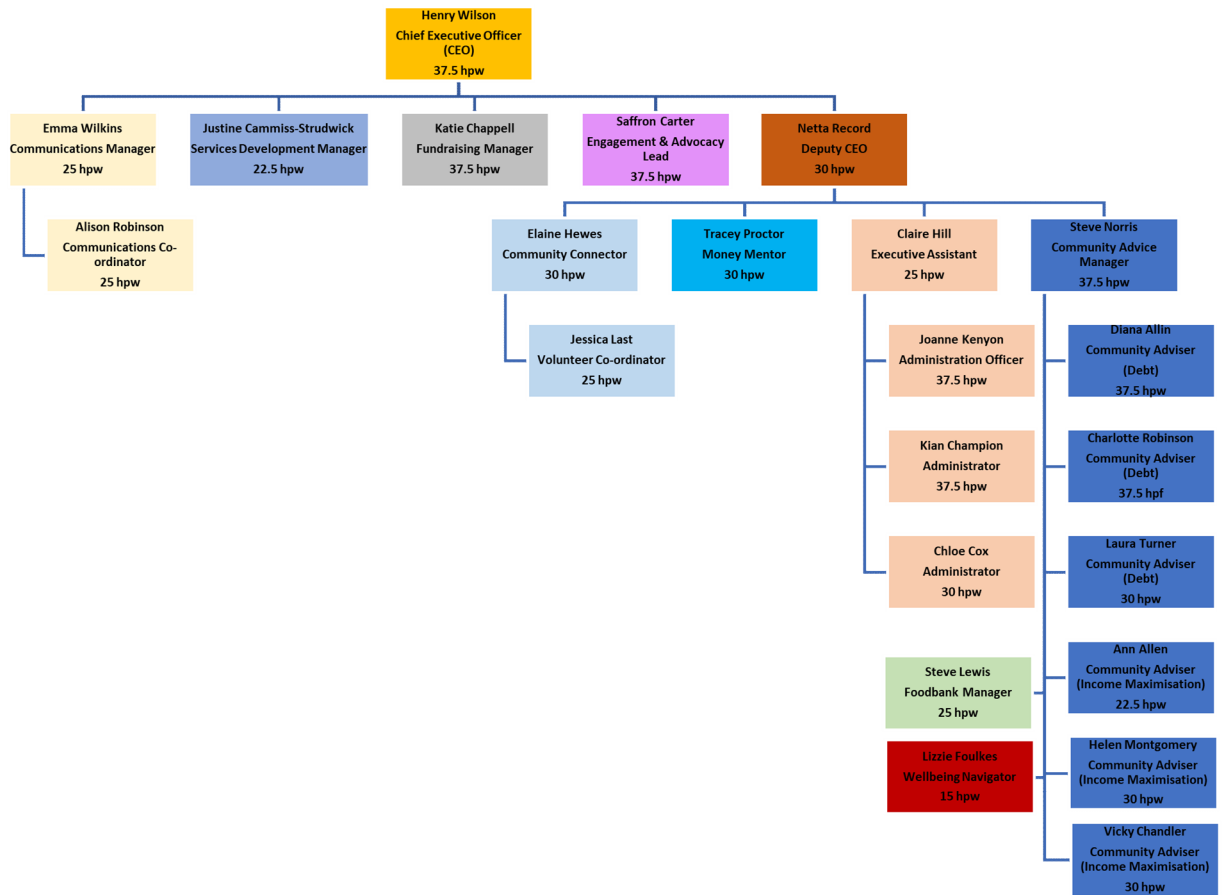 Henry Wilson
Chief Executive Officer
(CEO)
37.5 hpw
Emma Wilkins
Communications Manager
25 hpw
Justine Cammiss-Strudwick
Services Development Manager
22.5 hpw
Katie Chappell
Fundraising Manager
37.5 hpw
Saffron Carter
Engagement & Advocacy
Lead
37.5 hpw
Netta Record
Deputy CEO
30 hpw
Alison Robinson
Communications Co-
ordinator
25 hpw
Elaine Hewes
Community Connector
30 hpw
Tracey Proctor
Money Mentor
30 hpw
Claire Hill
Executive Assistant
25 hpw
Steve Norris
Community Advice
Manager
37.5 hpw
Jessica Last
Volunteer Co-ordinator
25 hpw
Joanne Kenyon
Administration Officer
37.5 hpw
Diana Allin
Community Adviser
(Debt)
37.5 hpw
Kian Champion
Administrator
37.5 hpw
Charlotte Robinson
Community Adviser
(Debt)
37.5 hpf
Chloe Cox
Administrator
30 hpw
Laura Turner
Community Adviser
(Debt)
30 hpw
Steve Lewis
Foodbank Manager
25 hpw
Ann Allen
Community Adviser
(Income Maximisation)
22.5 hpw
Lizzie Foulkes
Wellbeing Navigator
15 hpw
Helen Montgomery
Community Adviser
(Income Maximisation)
30 hpw
Vicky Chandler
Community Adviser
(Income Maximisation)
30 hpw